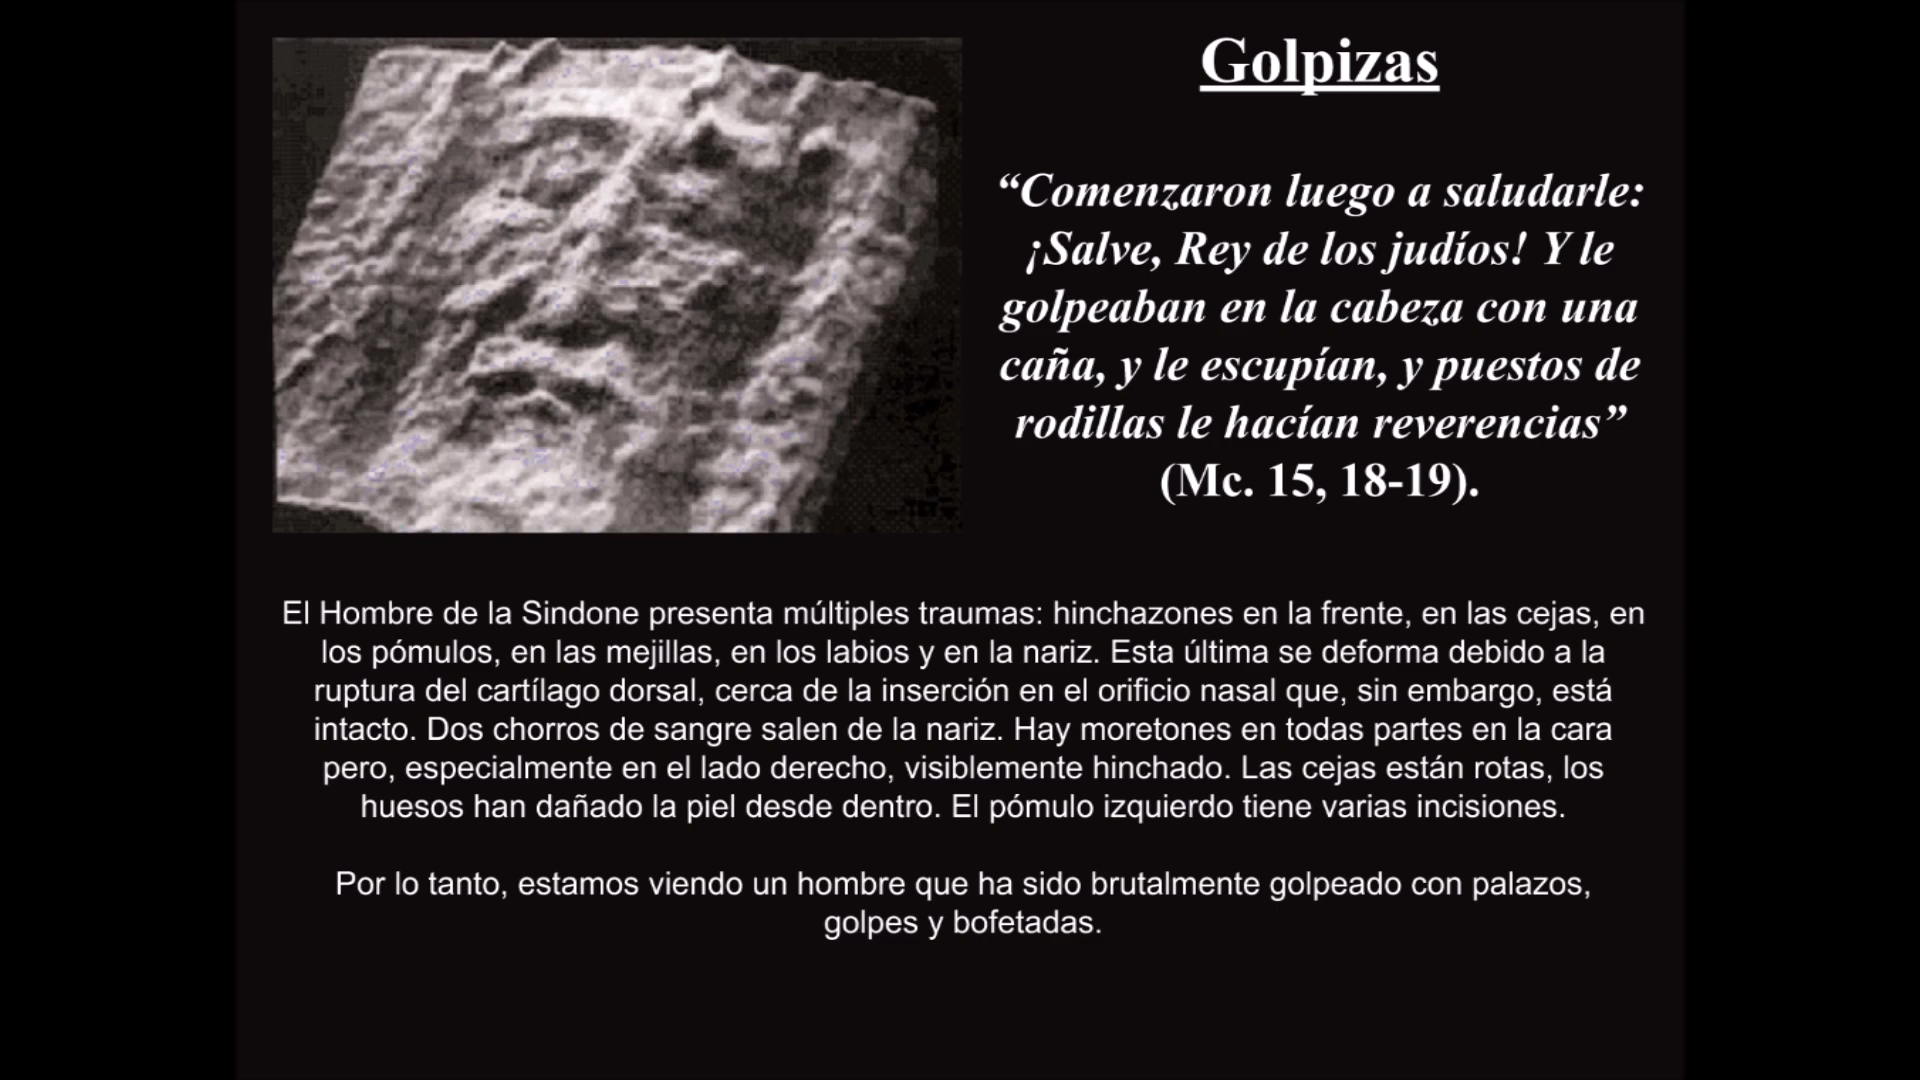 Golpizas
“Comenzaron luego a saludarle:
¡Salve, Rey de los judíos! Y le
golpeaban en la cabeza con una
caña, y le escupían, y puestos de
rodillas le hacían reverencias”
(Mc. 15, 18-19).
El Hombre de la Sindone presenta múltiples traumas: hinchazones en la frente, en las cejas, en
los pómulos, en las mejillas, en los labios y en la nariz. Esta última se deforma debido a la
ruptura del cartílago dorsal, cerca de la inserción en el orificio nasal que, sin embargo, está
intacto. Dos chorros de sangre salen de la nariz. Hay moretones en todas partes en la cara
pero, especialmente en el lado derecho, visiblemente hinchado. Las cejas están rotas, los
huesos han dañado la piel desde dentro. El pómulo izquierdo tiene varias incisiones.
Por lo tanto, estamos viendo un hombre que ha sido brutalmente golpeado con palazos,
golpes y bofetadas.